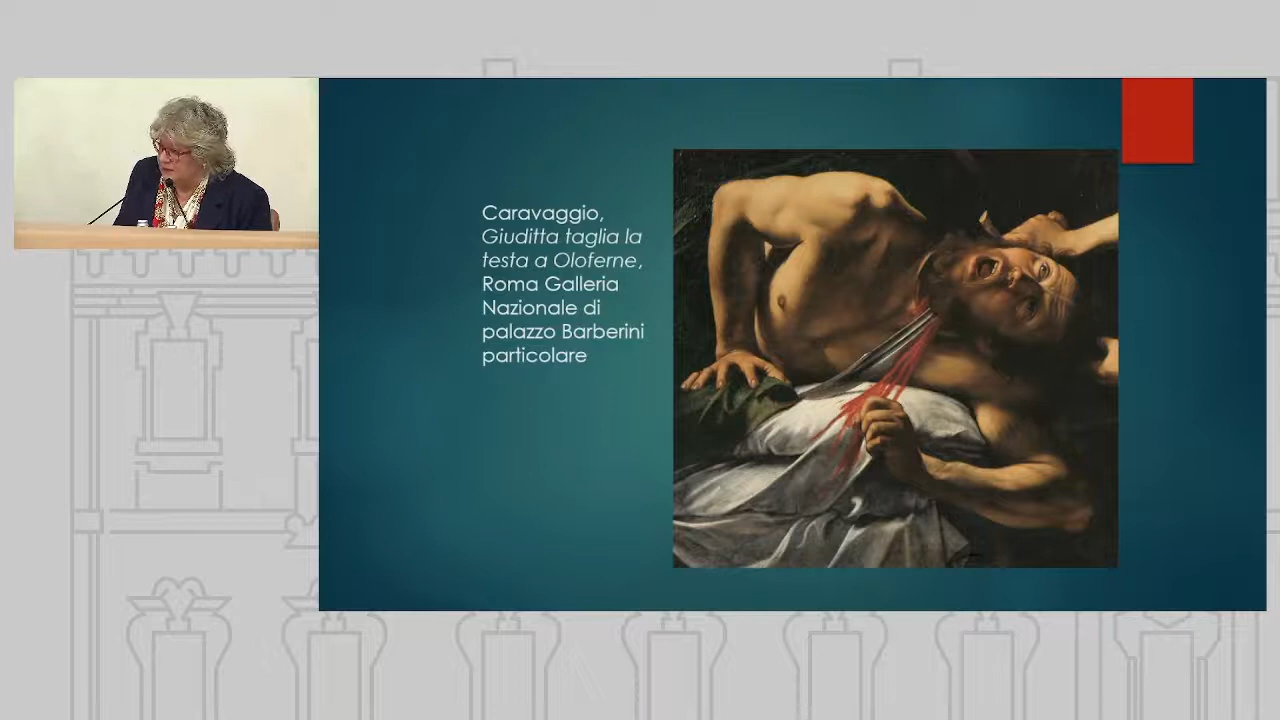 Caravaggio,
Giuditta taglia la
testa a Oloferne,
Roma Galleria
Nazionale di
palazzo Barberini
particolare